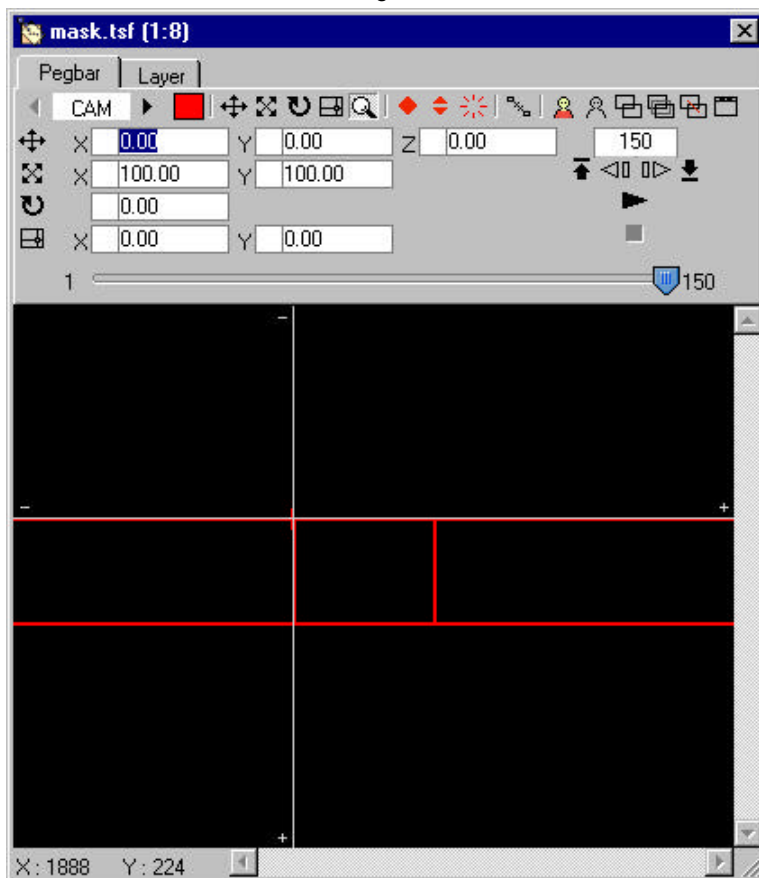 mask.tsf (1:8)
Pegbar Layer
CAM
X 0.00 Y 0.00 Z 0.00 150
X 100.00 Y 100.00
0.00
X 0.00 Y 0.00
1 150
-
- +
+
X : 1888 Y : 224